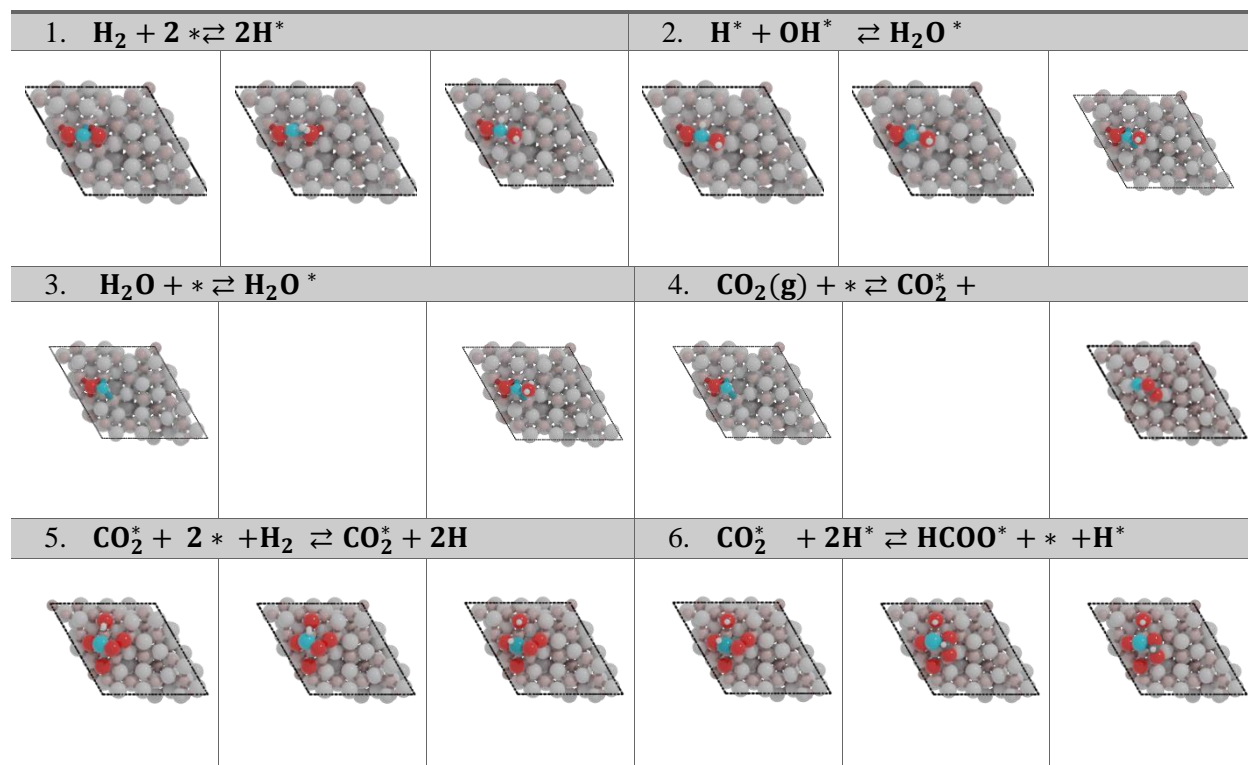 1. H₂ + 2 *⇄ 2H*
2. H* + OH* ⇄ H₂O *
3. H₂O + * ⇄ H₂O *
4. CO₂(g) + * ⇄ CO₂* +
5. CO₂* + 2 * +H₂ ⇄ CO₂* + 2H
6. CO₂* + 2H* ⇄ HCOO* + * +H*